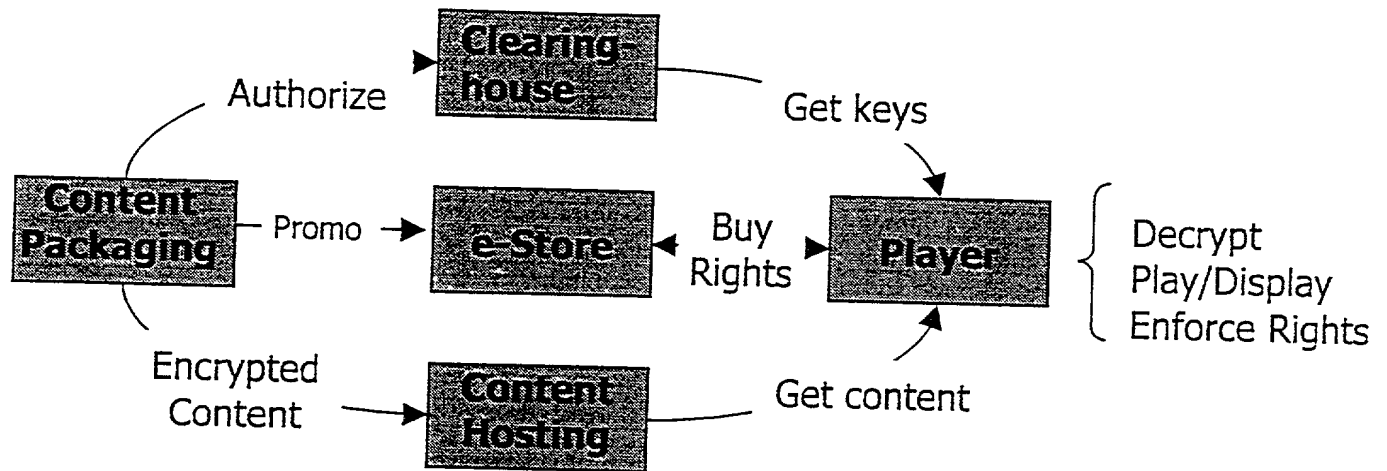 Clearing-
house
Authorize
Get keys
Content
Packaging
Promo
e-Store
Buy
Rights
Player
Decrypt
Play/Display
Enforce Rights
Encrypted
Content
Content
Hosting
Get content